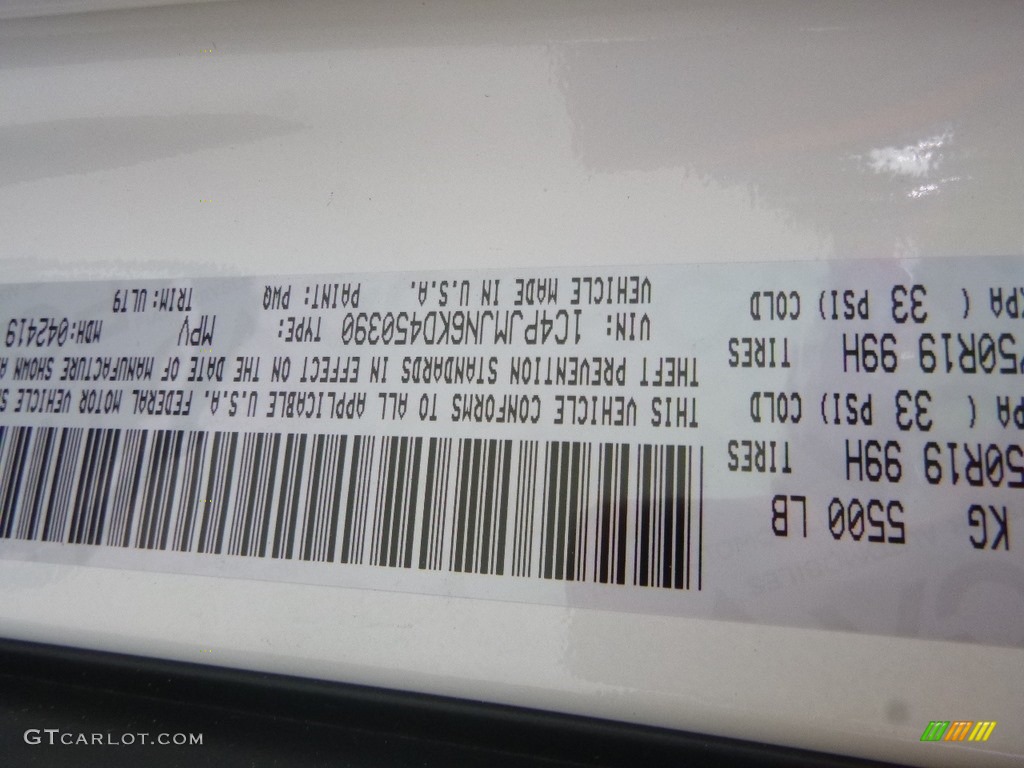 KG 5500 LB
50R19 99H TIRES
PA ( 33 PSI) COLD
50R19 99H TIRES
KPA ( 33 PSI) COLD
THIS VEHICLE CONFORMS TO ALL APPLICABLE U.S.A. FEDERAL MOTOR VEHICLE
THEFT PREVENTION STANDARDS IN EFFECT ON THE DATE OF MANUFACTURE SHOWN
VIN: 1C4PJMJN6KD450390 TYPE: MPV MDH:042419
VEHICLE MADE IN U.S.A. PAINT: PWQ TRIM: ULT9
GTCARLOT.COM